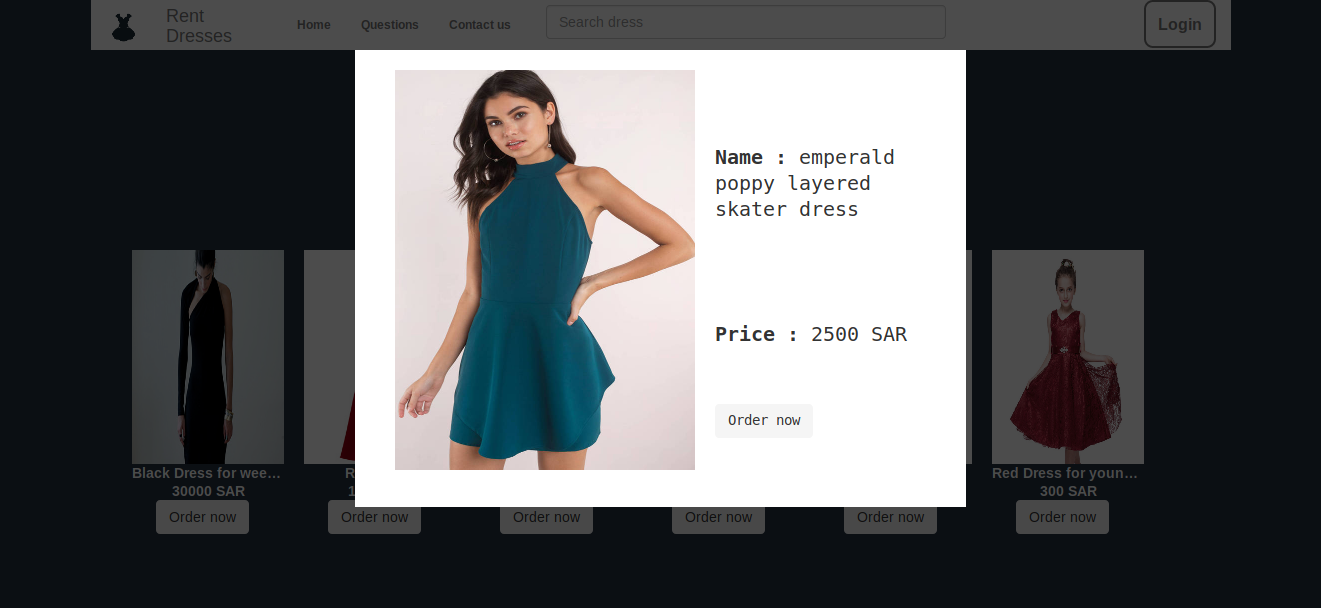 Rent
Dresses
Home
Questions
Contact us
Search dress
Login
Name : emperald
poppy layered
skater dress
Price : 2500 SAR
Order now
Black Dress for wee...
30000 SAR
Order now
R
1
Order now
Order now
Order now
Order now
Red Dress for youn...
300 SAR
Order now